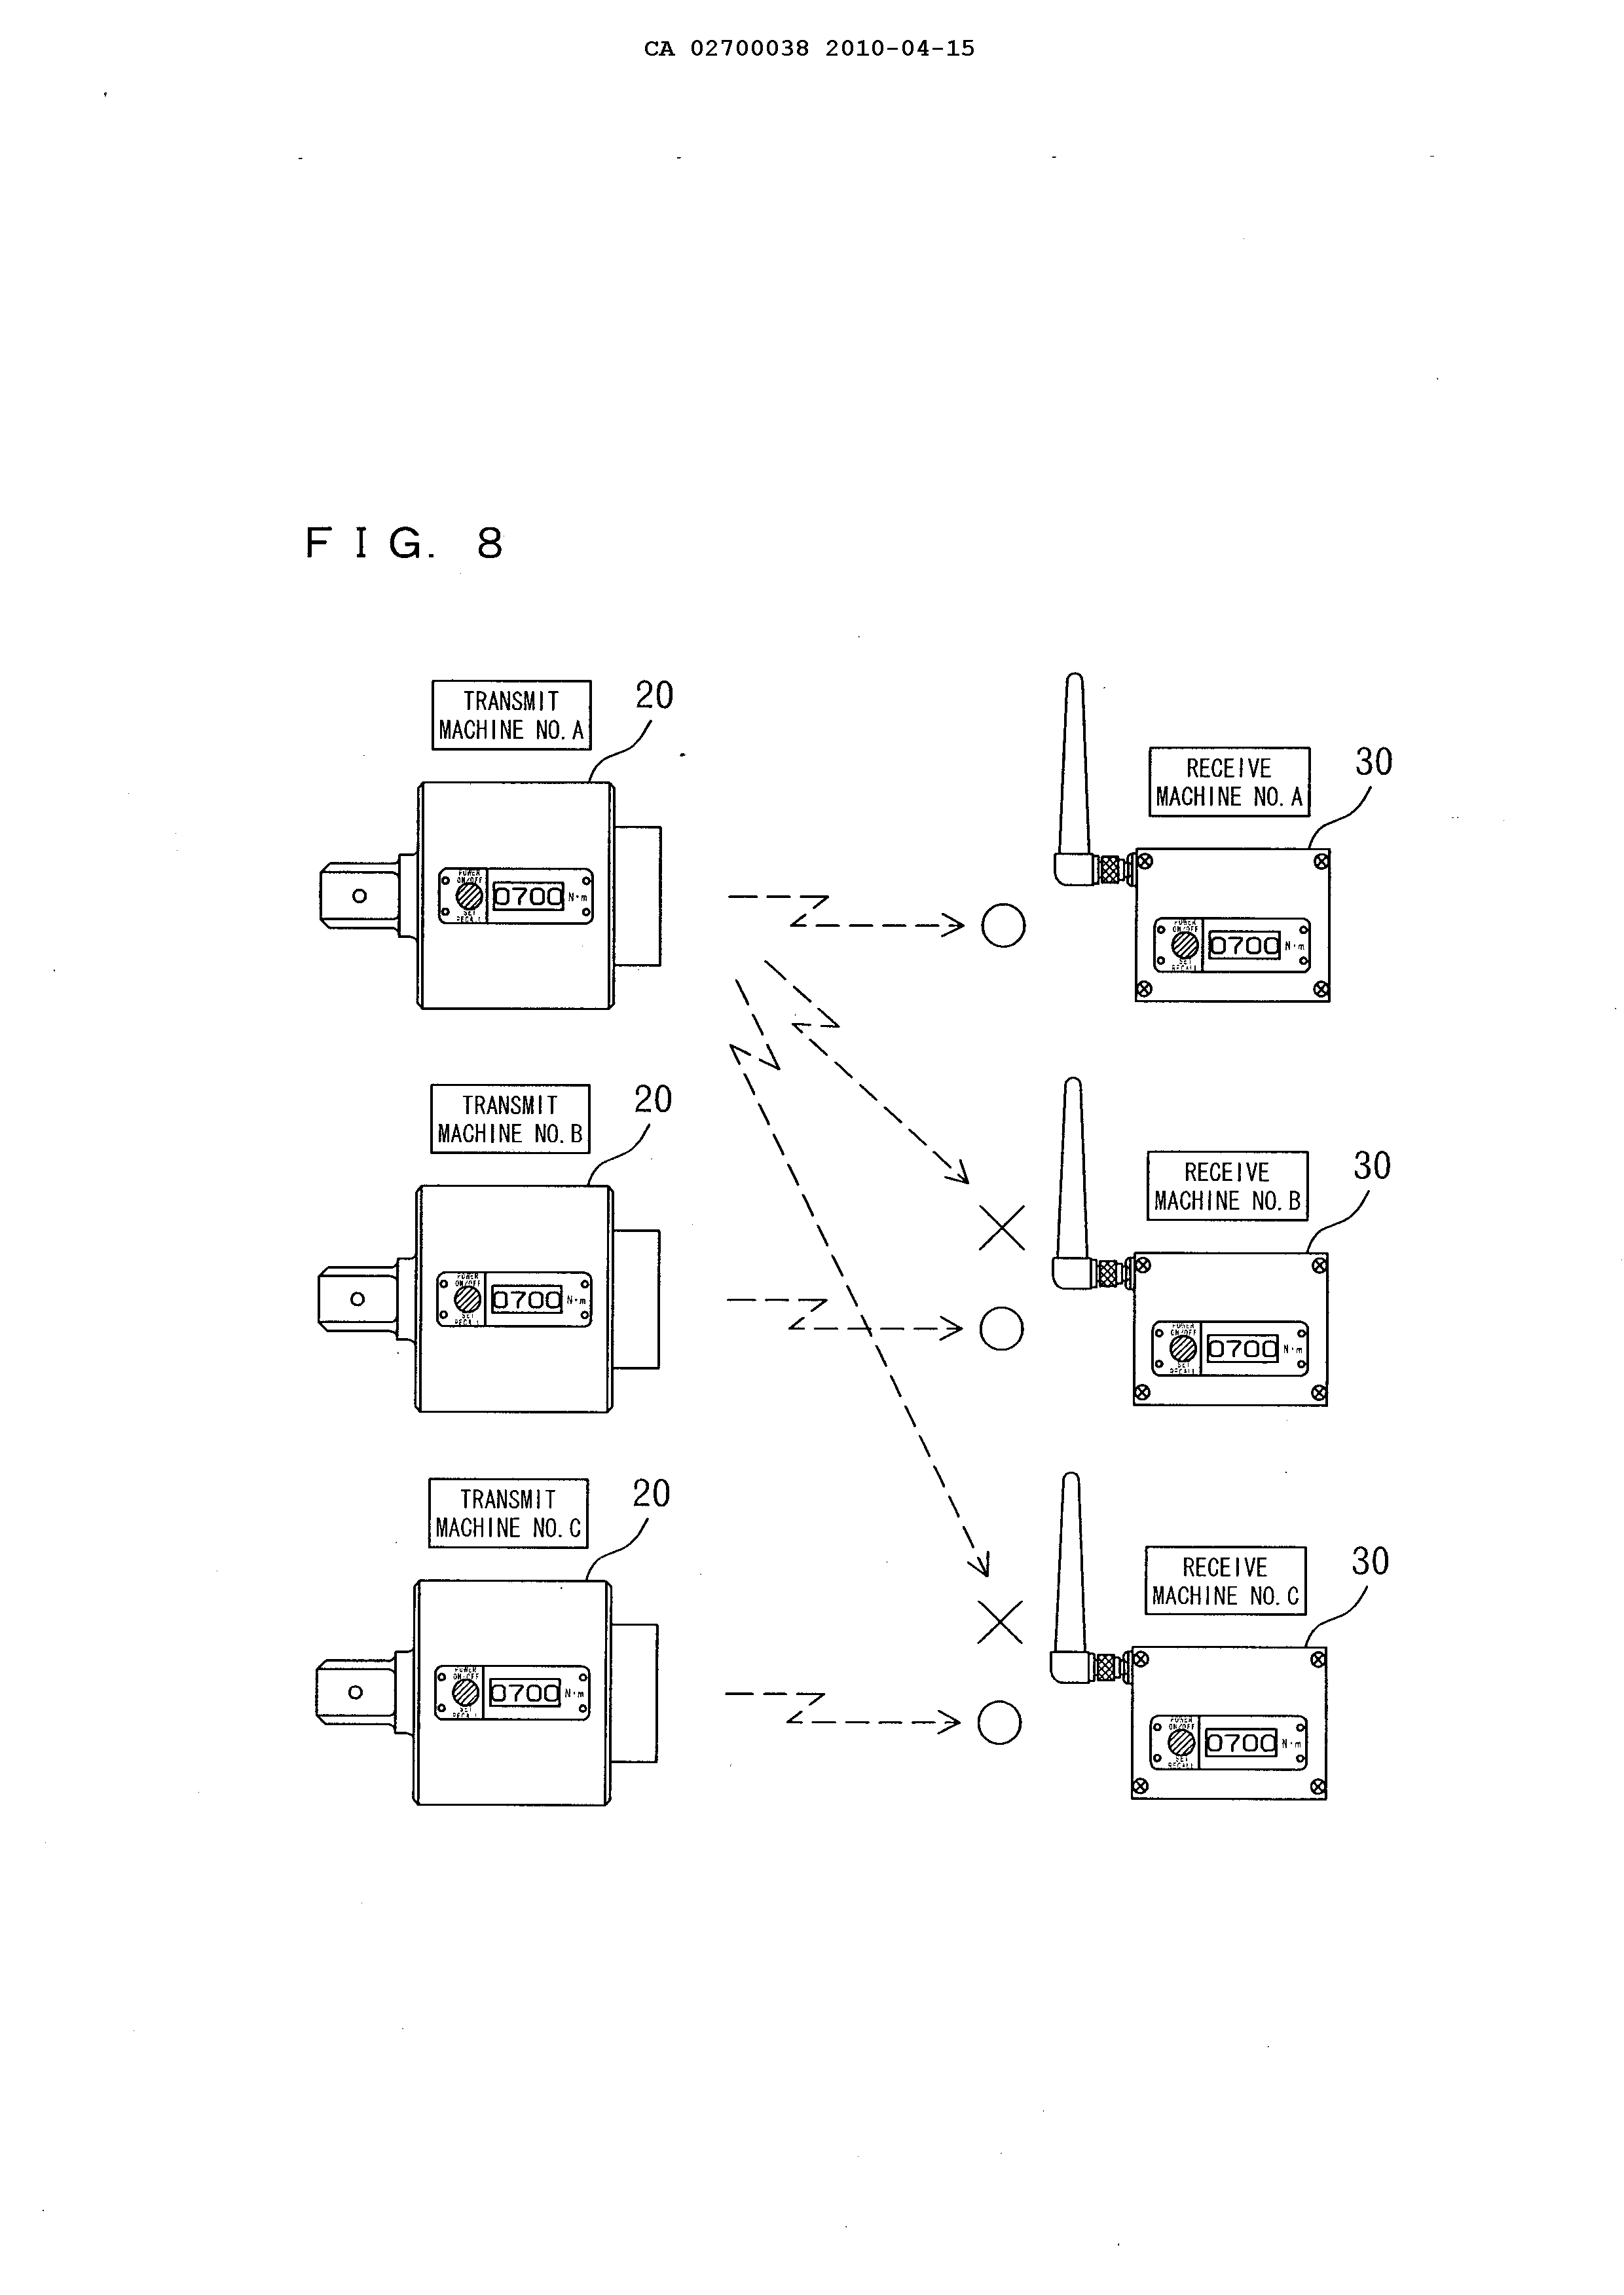 CA 02700038 2010-04-15
FIG. 8
TRANSMIT
MACHINE NO. A
20
RECEIVE
MACHINE NO. A
30
POWER
ON/OFF
0700 N·m
SET
RECALL
POWER
ON/OFF
0700 N·m
SET
RECALL
TRANSMIT
MACHINE NO. B
20
RECEIVE
MACHINE NO. B
30
POWER
ON/OFF
0700 N·m
SET
RECALL
POWER
ON/OFF
0700 N·m
SET
RECALL
TRANSMIT
MACHINE NO. C
20
RECEIVE
MACHINE NO. C
30
POWER
ON/OFF
0700 N·m
SET
RECALL
POWER
ON/OFF
0700 N·m
SET
RECALL